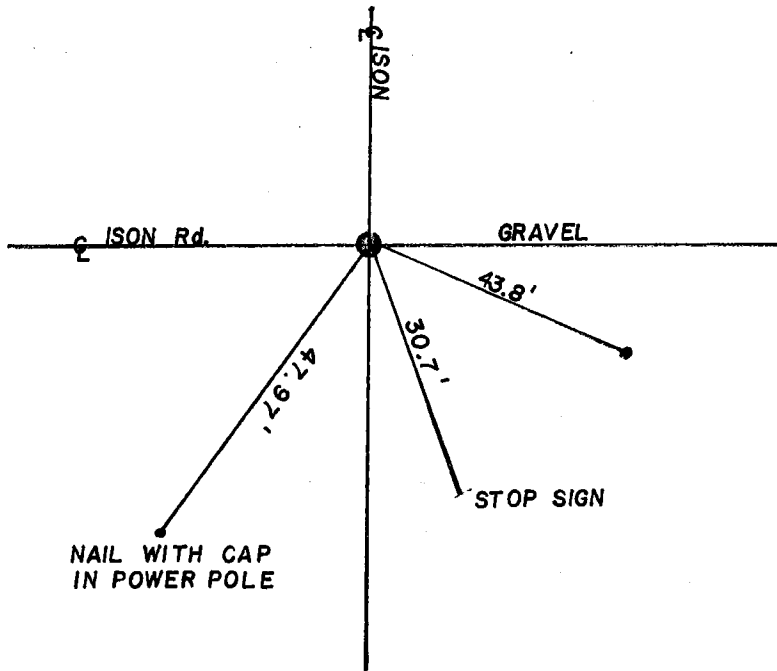 ℄ ISON
℄ ISON Rd.
GRAVEL
43.8'
30.7'
47.97'
STOP SIGN
NAIL WITH CAP
IN POWER POLE